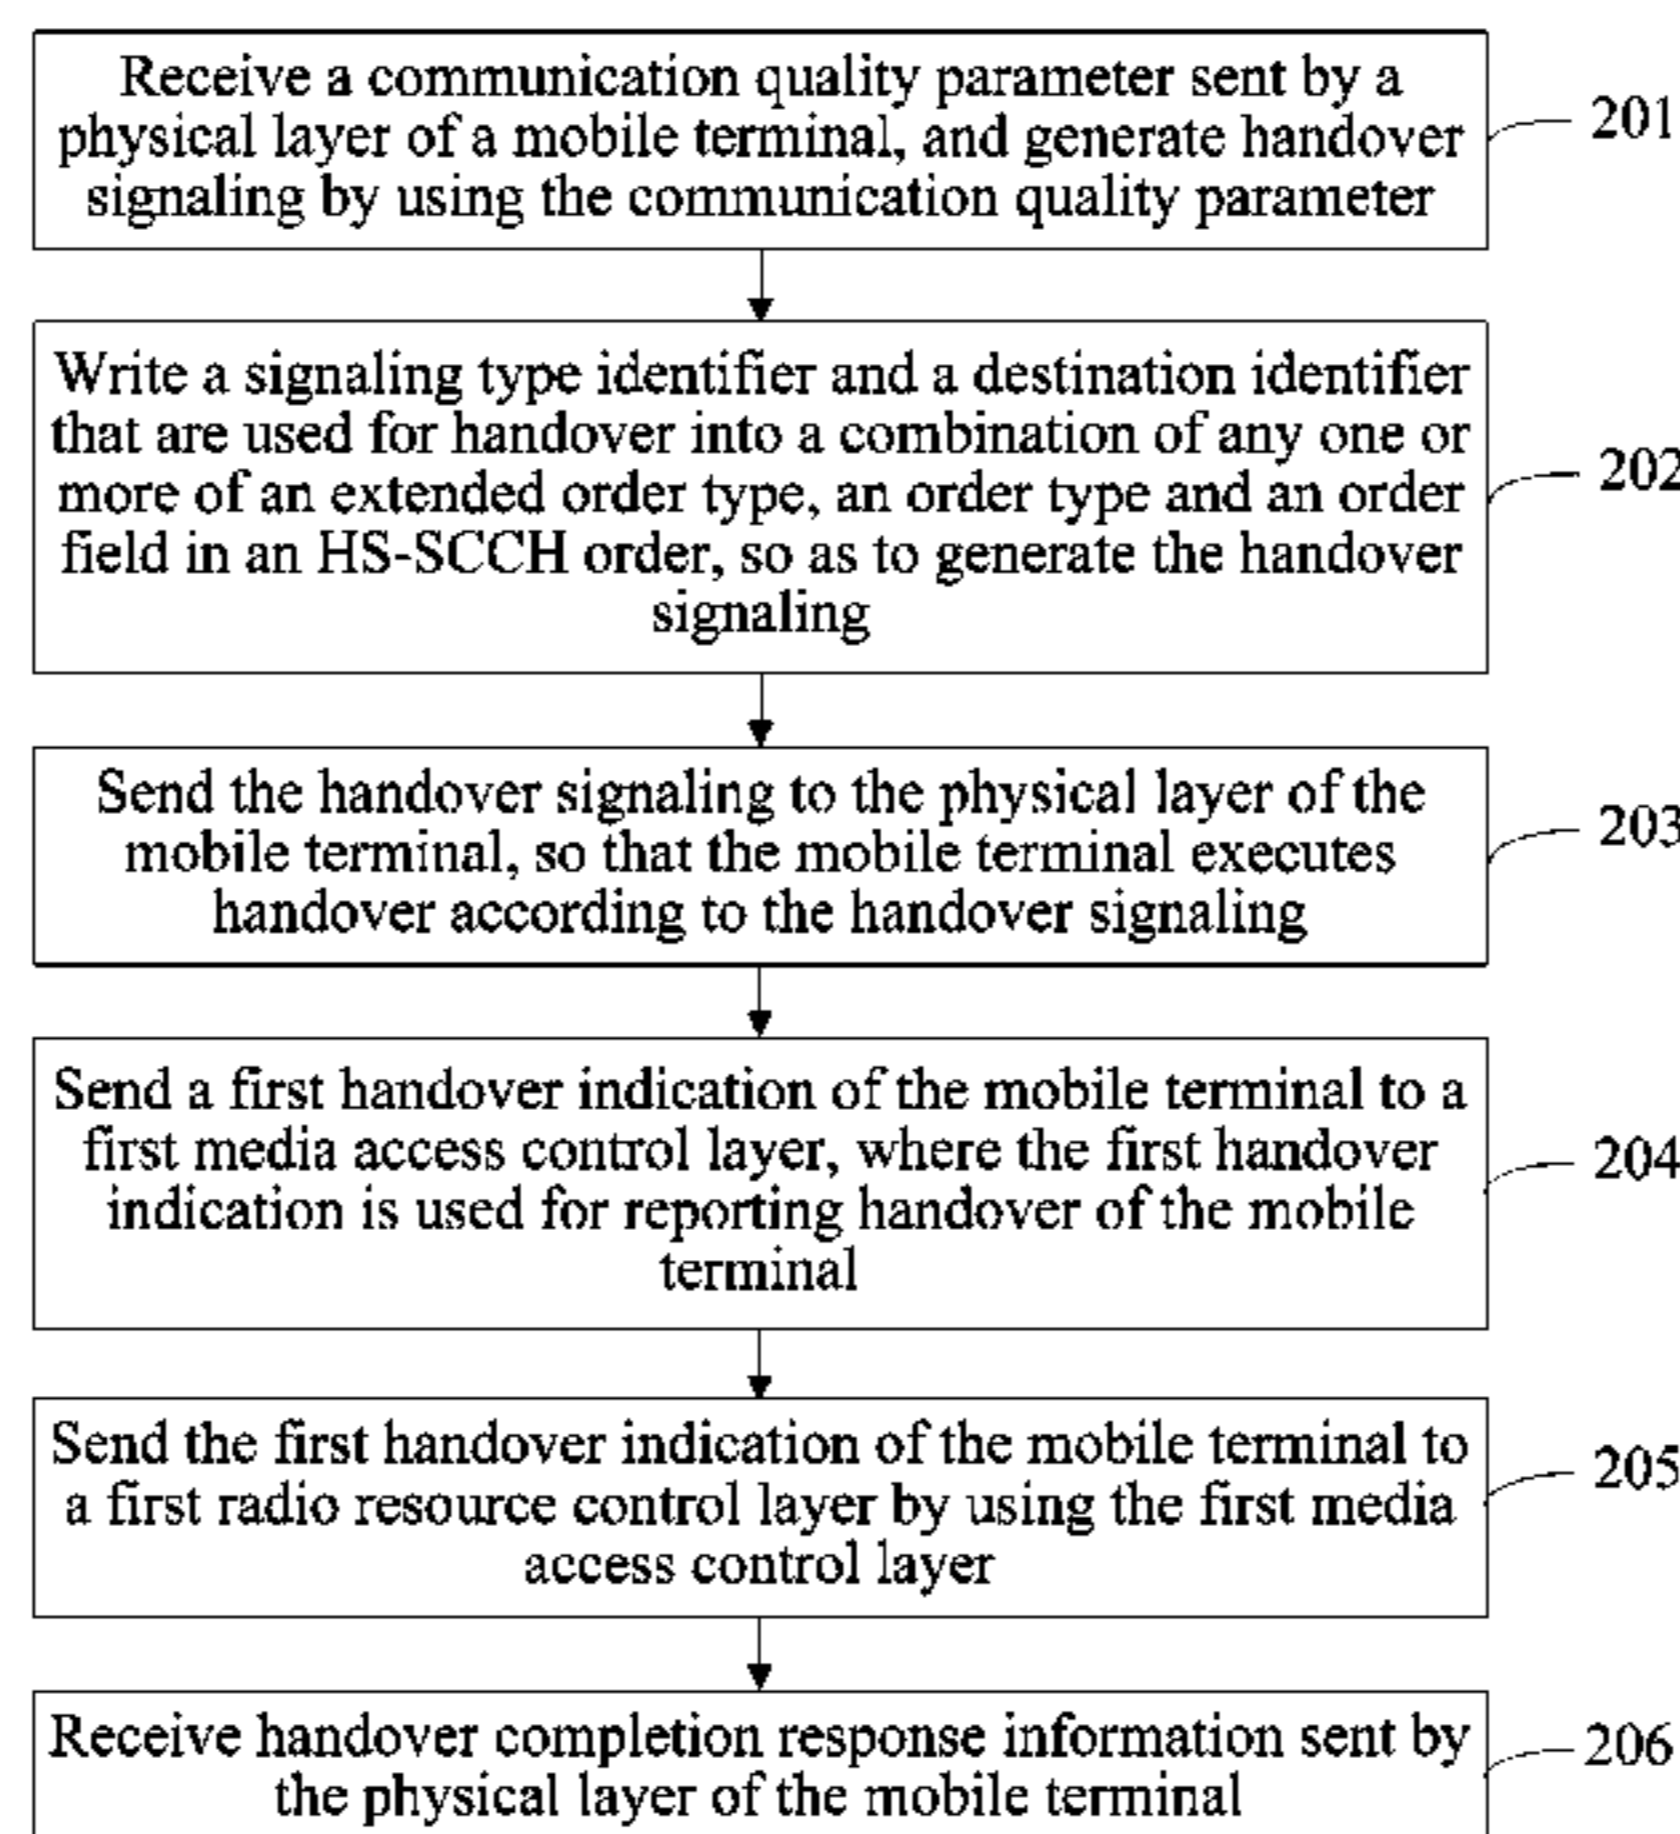 Receive a communication quality parameter sent by a
physical layer of a mobile terminal, and generate handover
signaling by using the communication quality parameter
201
Write a signaling type identifier and a destination identifier
that are used for handover into a combination of any one or
more of an extended order type, an order type and an order
field in an HS-SCCH order, so as to generate the handover
signaling
202
Send the handover signaling to the physical layer of the
mobile terminal, so that the mobile terminal executes
handover according to the handover signaling
203
Send a first handover indication of the mobile terminal to a
first media access control layer, where the first handover
indication is used for reporting handover of the mobile
terminal
204
Send the first handover indication of the mobile terminal to
a first radio resource control layer by using the first media
access control layer
205
Receive handover completion response information sent by
the physical layer of the mobile terminal
206